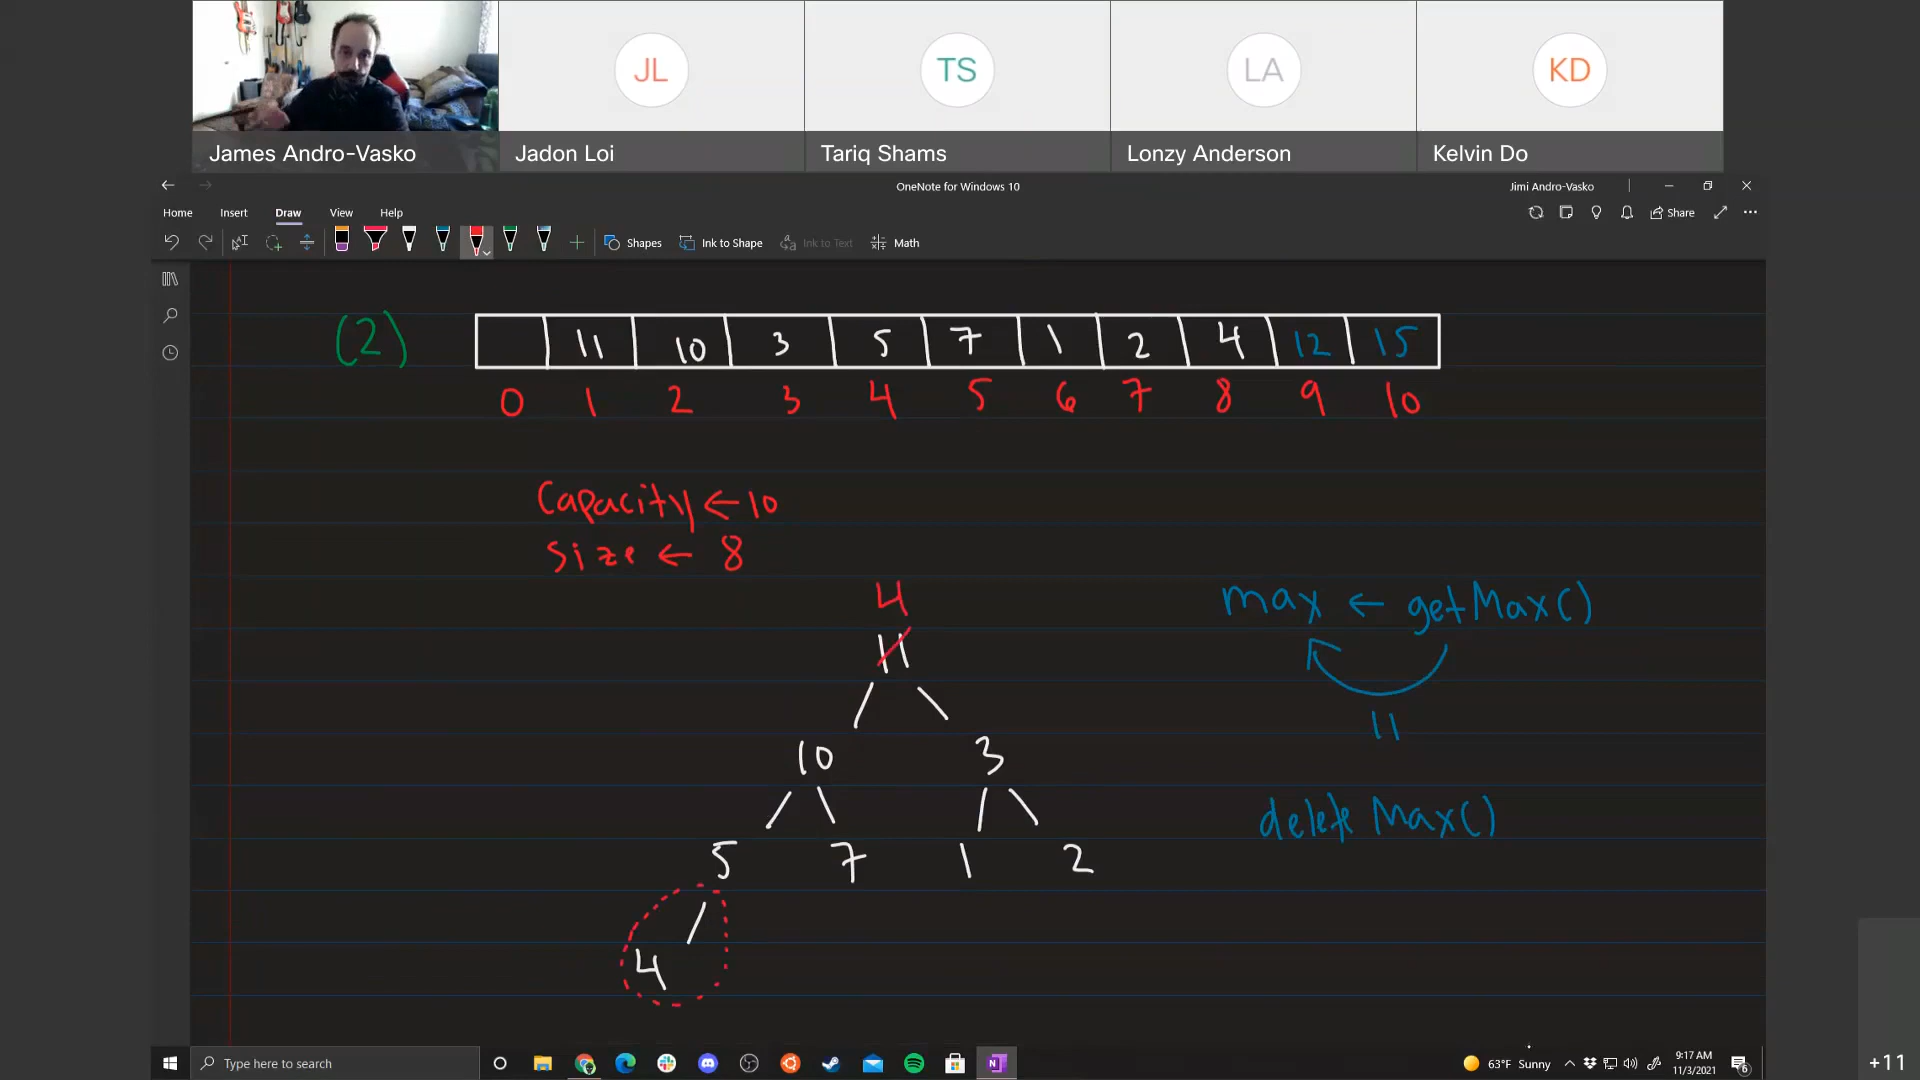 JL
TS
LA
KD
James Andro-Vasko
Jadon Loi
Tariq Shams
Lonzy Anderson
Kelvin Do
OneNote for Windows 10
Jimi Andro-Vasko
Home Insert Draw View Help
Share
Shapes
Ink to Shape
Ink to Text
Math
(2)
11 10 3 5 7 1 2 4 12 15
0 1 2 3 4 5 6 7 8 9 10
Capacity ← 10
Size ← 8
4
11
max ← getMax()
11
10 3
delete Max()
5 7 1 2
4
Type here to search
63°F Sunny
9:17 AM
11/3/2021
6
+11